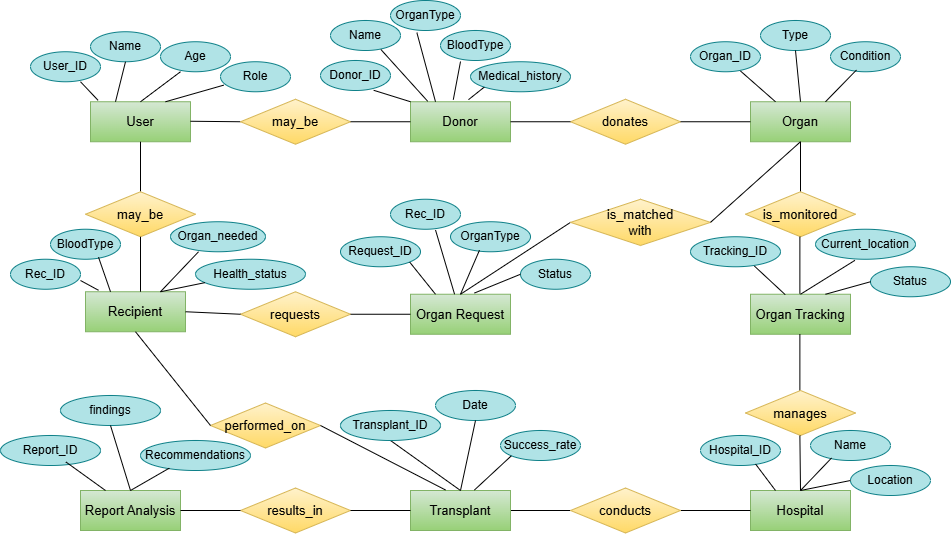 OrganType
Name
Organ_ID
Type
Condition
User_ID
Name
Age
Role
Donor_ID
BloodType
Medical_history
User
may_be
Donor
donates
Organ
may_be
BloodType
Organ_needed
Rec_ID
Health_status
Request_ID
Rec_ID
OrganType
Status
is_matched
with
is_monitored
Tracking_ID
Current_location
Status
Recipient
requests
Organ Request
Organ Tracking
findings
performed_on
Transplant_ID
Date
Success_rate
manages
Report_ID
Recommendations
Hospital_ID
Name
Location
Report Analysis
results_in
Transplant
conducts
Hospital